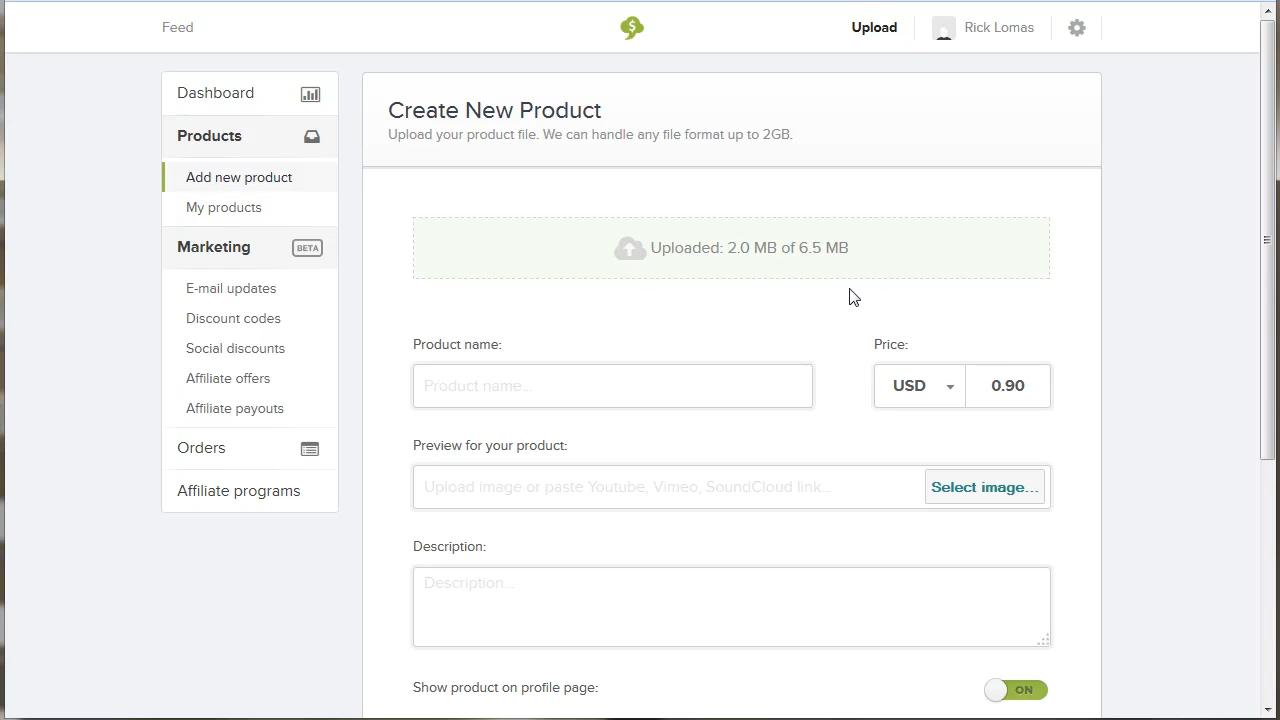 Feed
$
Upload
Rick Lomas
Dashboard
Products
Add new product
My products
Marketing
BETA
E-mail updates
Discount codes
Social discounts
Affiliate offers
Affiliate payouts
Orders
Affiliate programs
Create New Product
Upload your product file. We can handle any file format up to 2GB.
Uploaded: 2.0 MB of 6.5 MB
Product name:
Price:
Product name...
USD
0.90
Preview for your product:
Upload image or paste Youtube, Vimeo, SoundCloud link...
Select image...
Description:
Description...
Show product on profile page:
ON